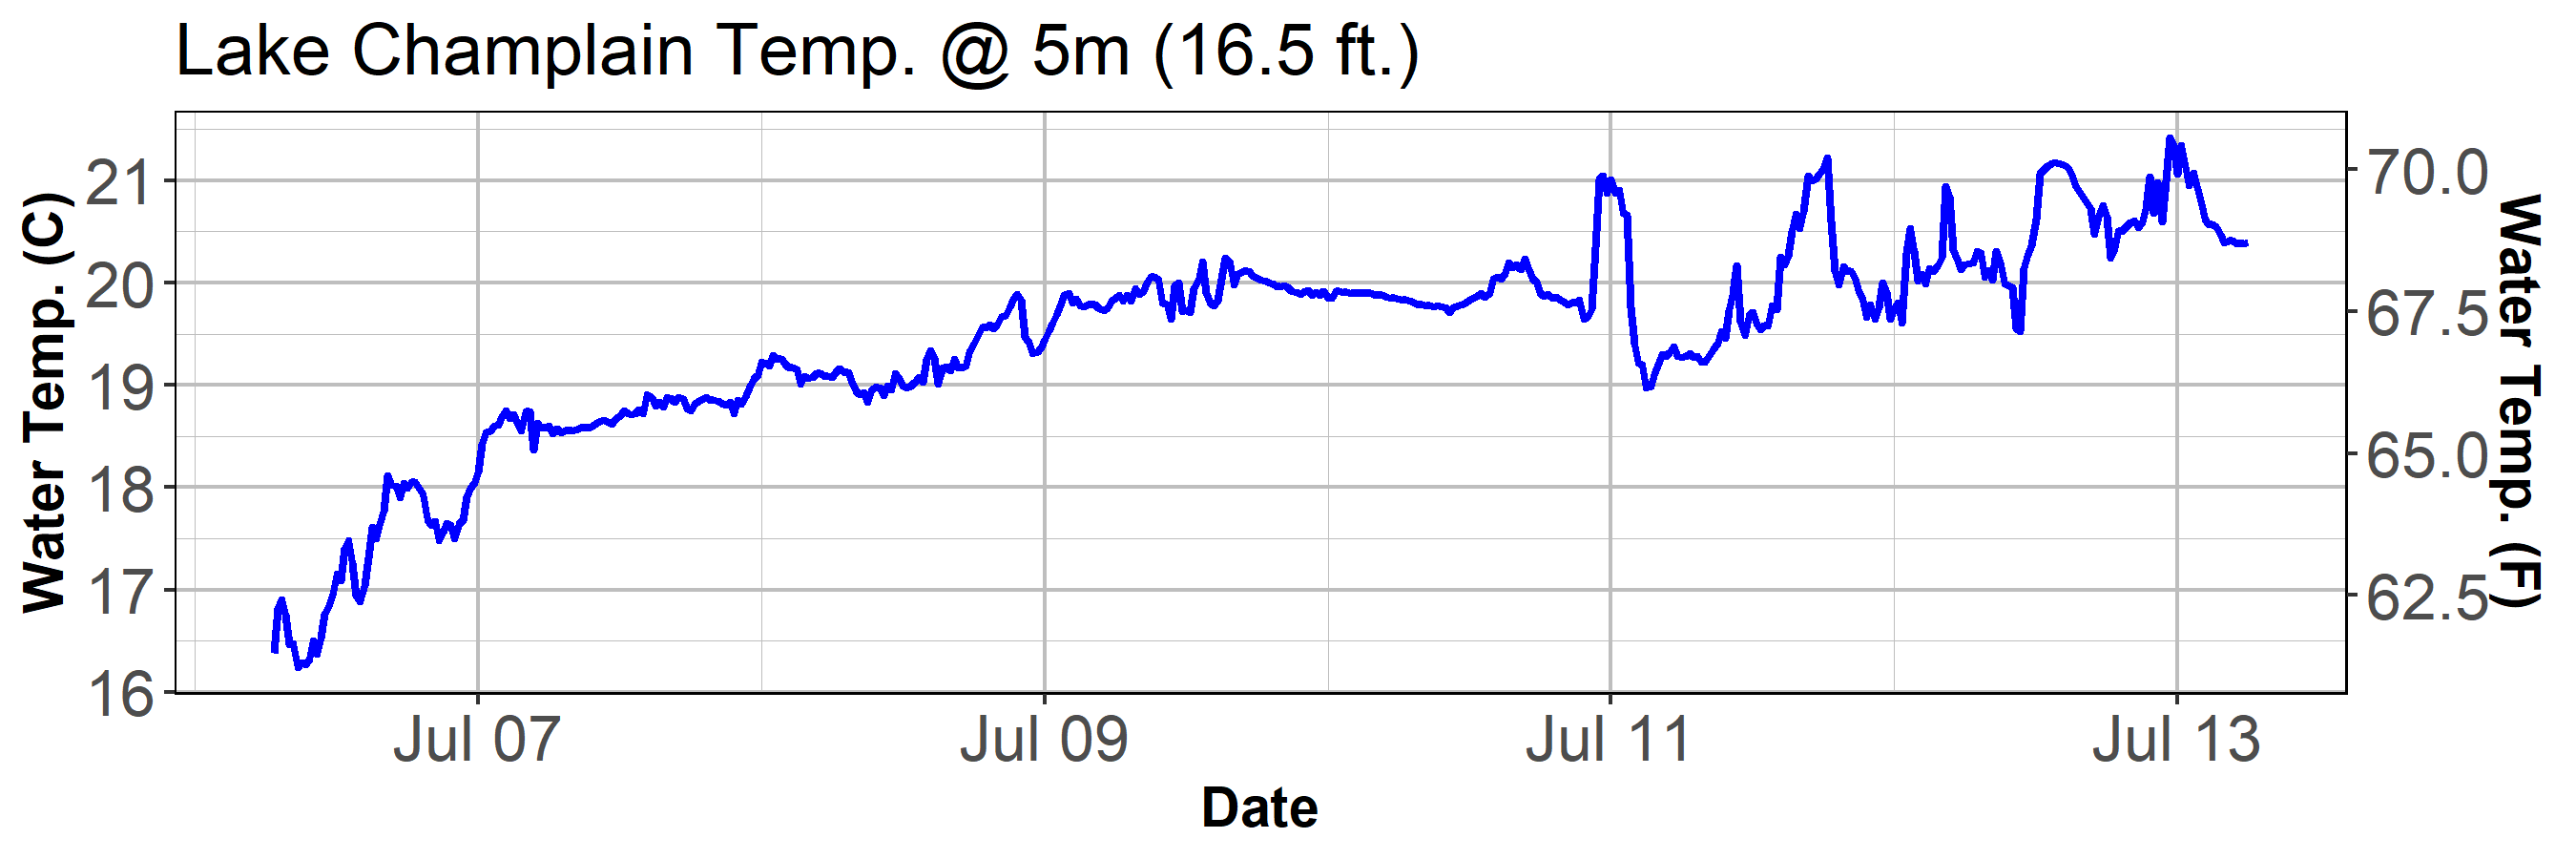 Lake Champlain Temp. @ 5m (16.5 ft.)
Water Temp. (C)
21
20
19
18
17
16
70.0
67.5
65.0
62.5
Water Temp. (F)
Jul 07 Jul 09 Jul 11 Jul 13
Date